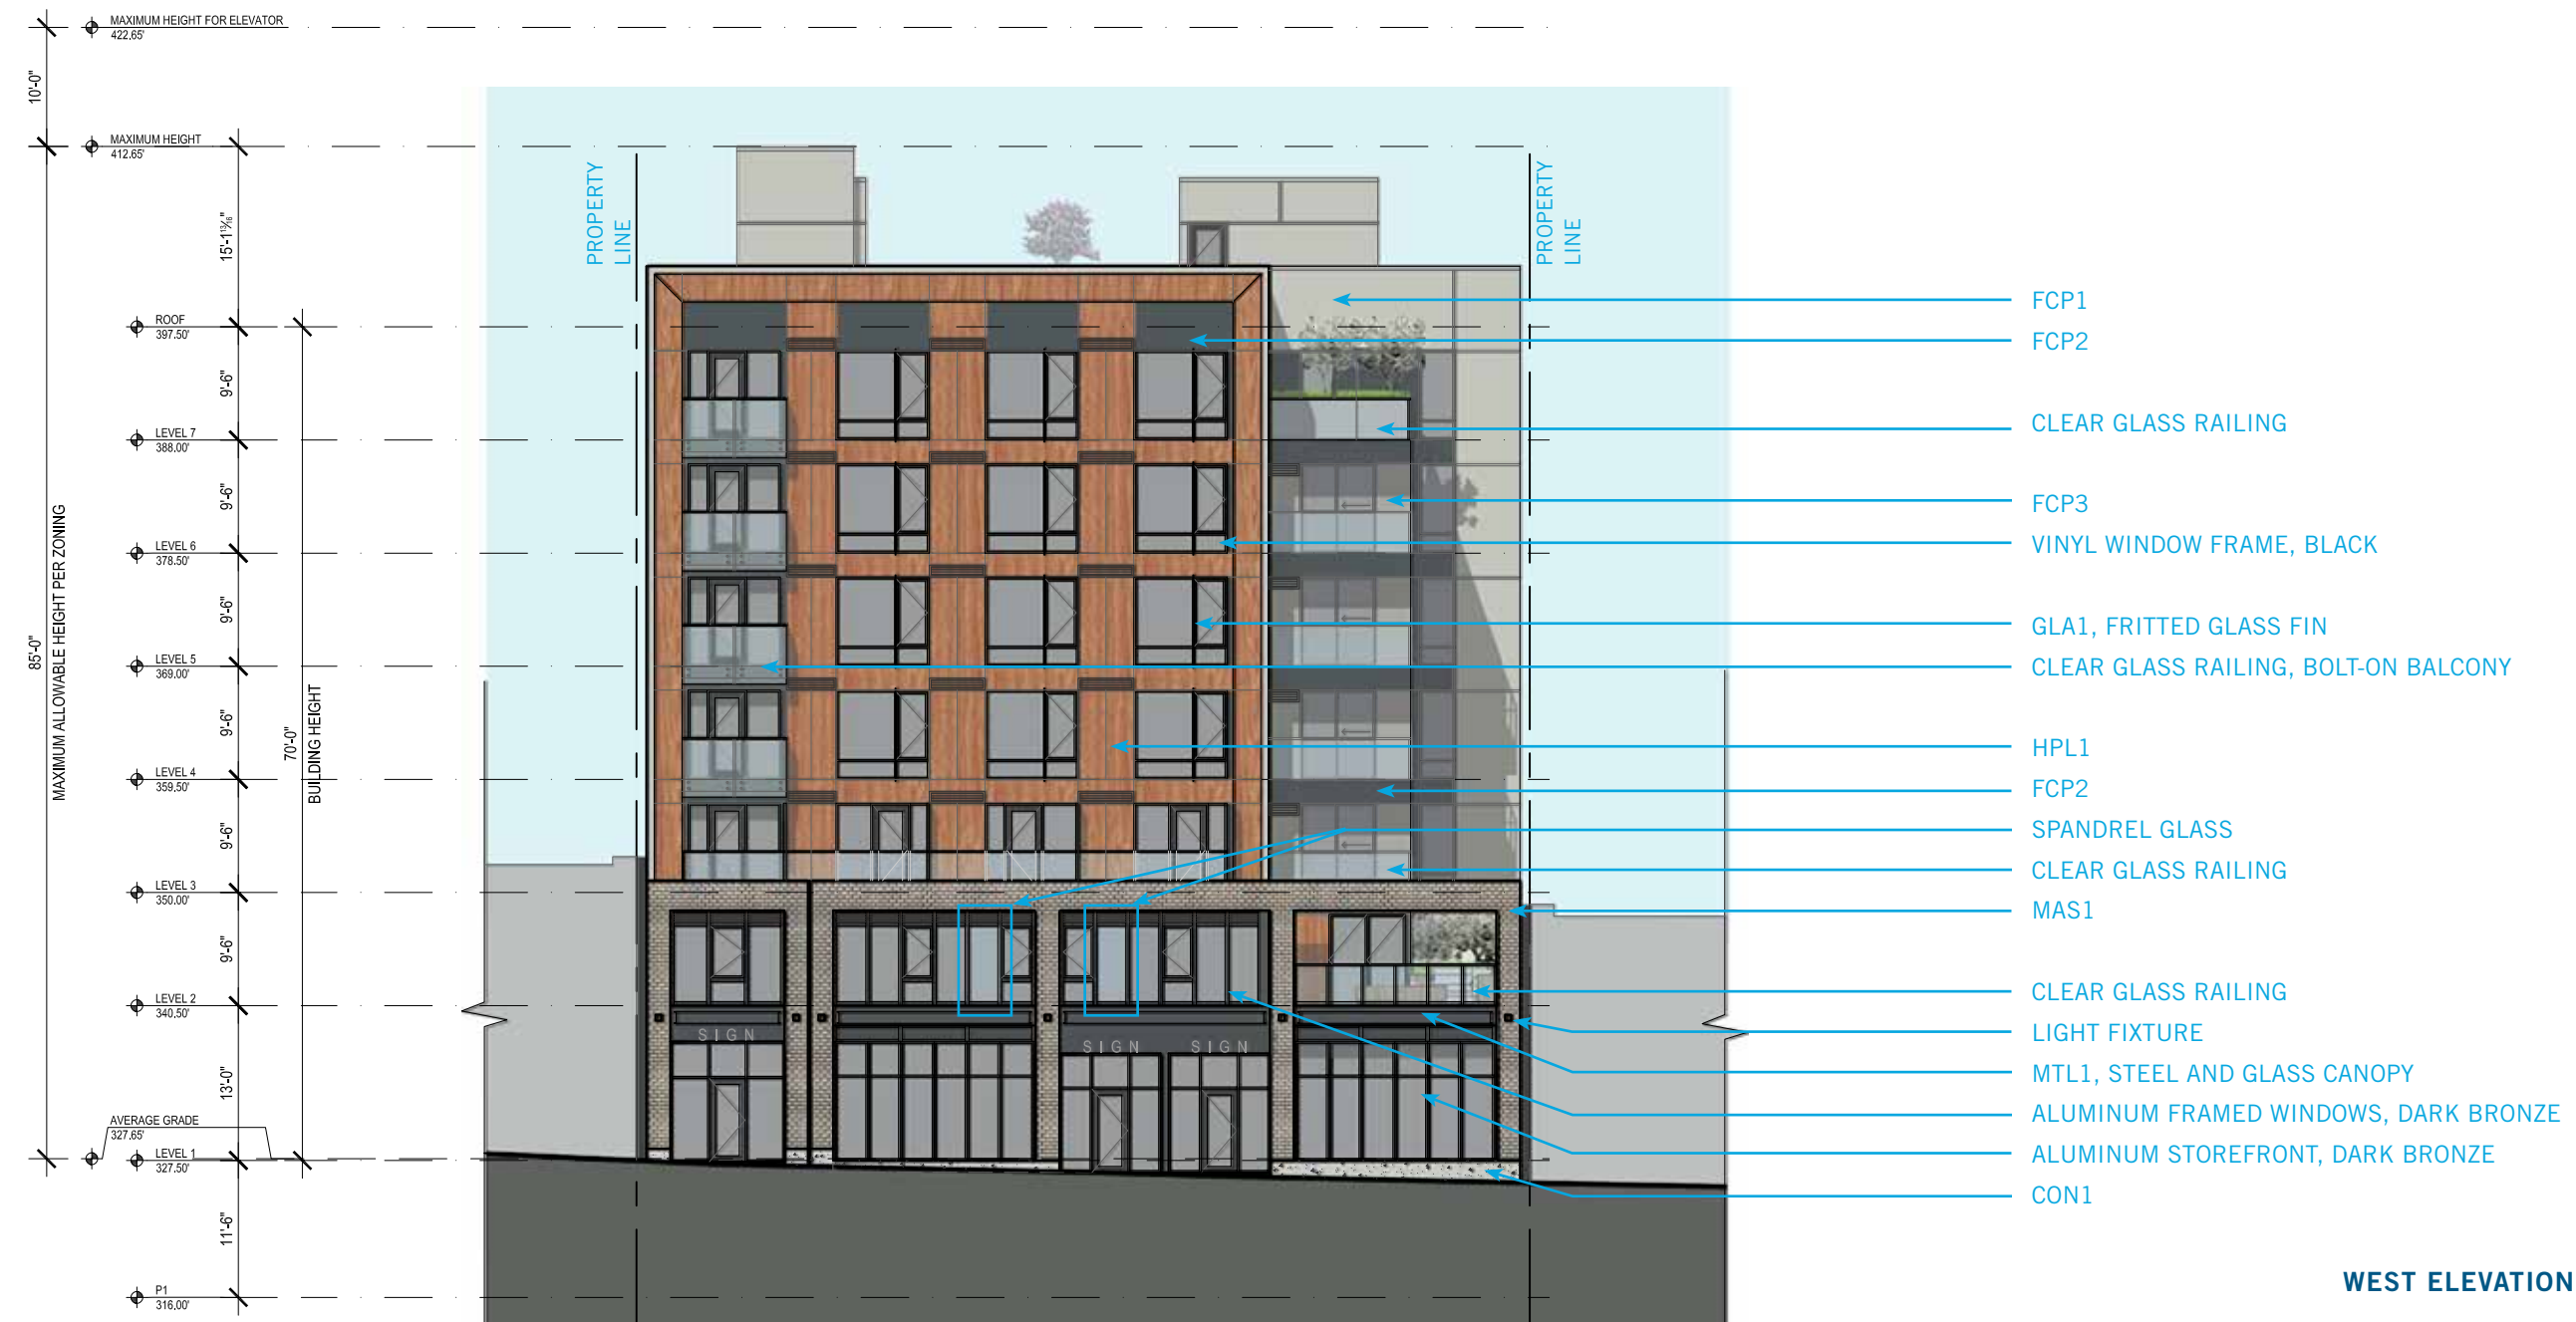 MAXIMUM HEIGHT FOR ELEVATOR
422.65'
10'-0"
MAXIMUM HEIGHT
412.65'
15'-1 13/16"
ROOF
397.50'
9'-6"
LEVEL 7
388.00'
9'-6"
LEVEL 6
378.50'
9'-6"
LEVEL 5
369.00'
9'-6"
LEVEL 4
359.50'
9'-6"
LEVEL 3
350.00'
9'-6"
LEVEL 2
340.50'
13'-0"
AVERAGE GRADE
327.65'
LEVEL 1
327.50'
11'-6"
P1
316.00'
85'-0"
MAXIMUM ALLOWABLE HEIGHT PER ZONING
70'-0"
BUILDING HEIGHT
PROPERTY
LINE
PROPERTY
LINE
SIGN
SIGN
SIGN
FCP1
FCP2
CLEAR GLASS RAILING
FCP3
VINYL WINDOW FRAME, BLACK
GLA1, FRITTED GLASS FIN
CLEAR GLASS RAILING, BOLT-ON BALCONY
HPL1
FCP2
SPANDREL GLASS
CLEAR GLASS RAILING
MAS1
CLEAR GLASS RAILING
LIGHT FIXTURE
MTL1, STEEL AND GLASS CANOPY
ALUMINUM FRAMED WINDOWS, DARK BRONZE
ALUMINUM STOREFRONT, DARK BRONZE
CON1
WEST ELEVATION